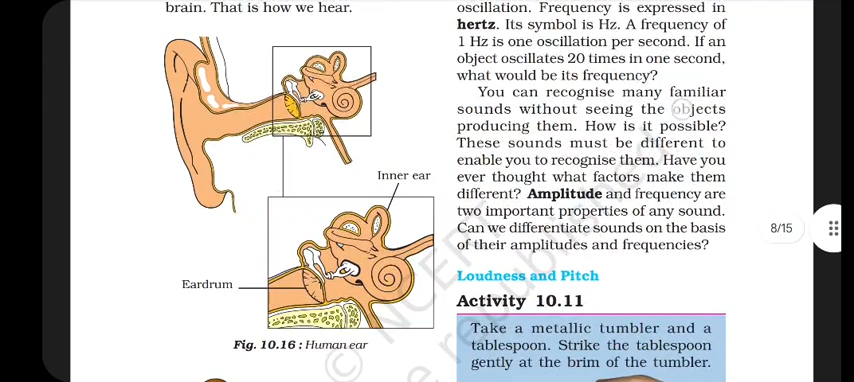 brain. That is how we hear.
Inner ear
Eardrum
Fig. 10.16 : Human ear
oscillation. Frequency is expressed in
hertz. Its symbol is Hz. A frequency of
1 Hz is one oscillation per second. If an
object oscillates 20 times in one second,
what would be its frequency?
You can recognise many familiar
sounds without seeing the objects
producing them. How is it possible?
These sounds must be different to
enable you to recognise them. Have you
ever thought what factors make them
different? Amplitude and frequency are
two important properties of any sound.
Can we differentiate sounds on the basis
of their amplitudes and frequencies?
Loudness and Pitch
Activity 10.11
Take a metallic tumbler and a
tablespoon. Strike the tablespoon
gently at the brim of the tumbler.
8/15
© NCERT
republished